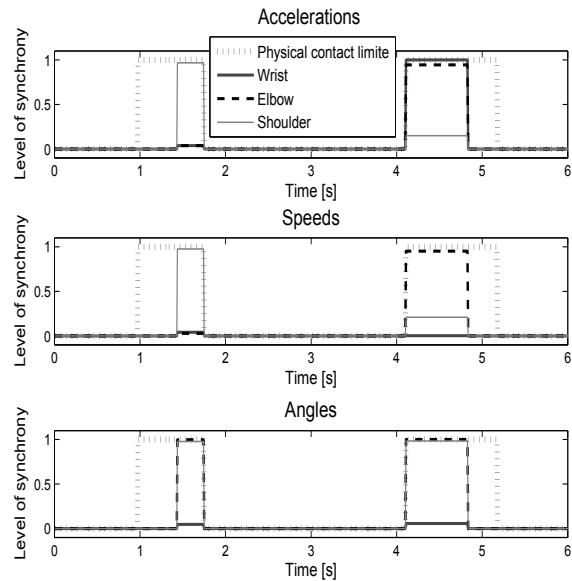 Accelerations
Level of synchrony
1
0.5
0
Physical contact limite
Wrist
Elbow
Shoulder
0 1 2 3 4 5 6
Time [s]
Speeds
Level of synchrony
1
0.5
0
0 1 2 3 4 5 6
Time [s]
Angles
Level of synchrony
1
0.5
0
0 1 2 3 4 5 6
Time [s]